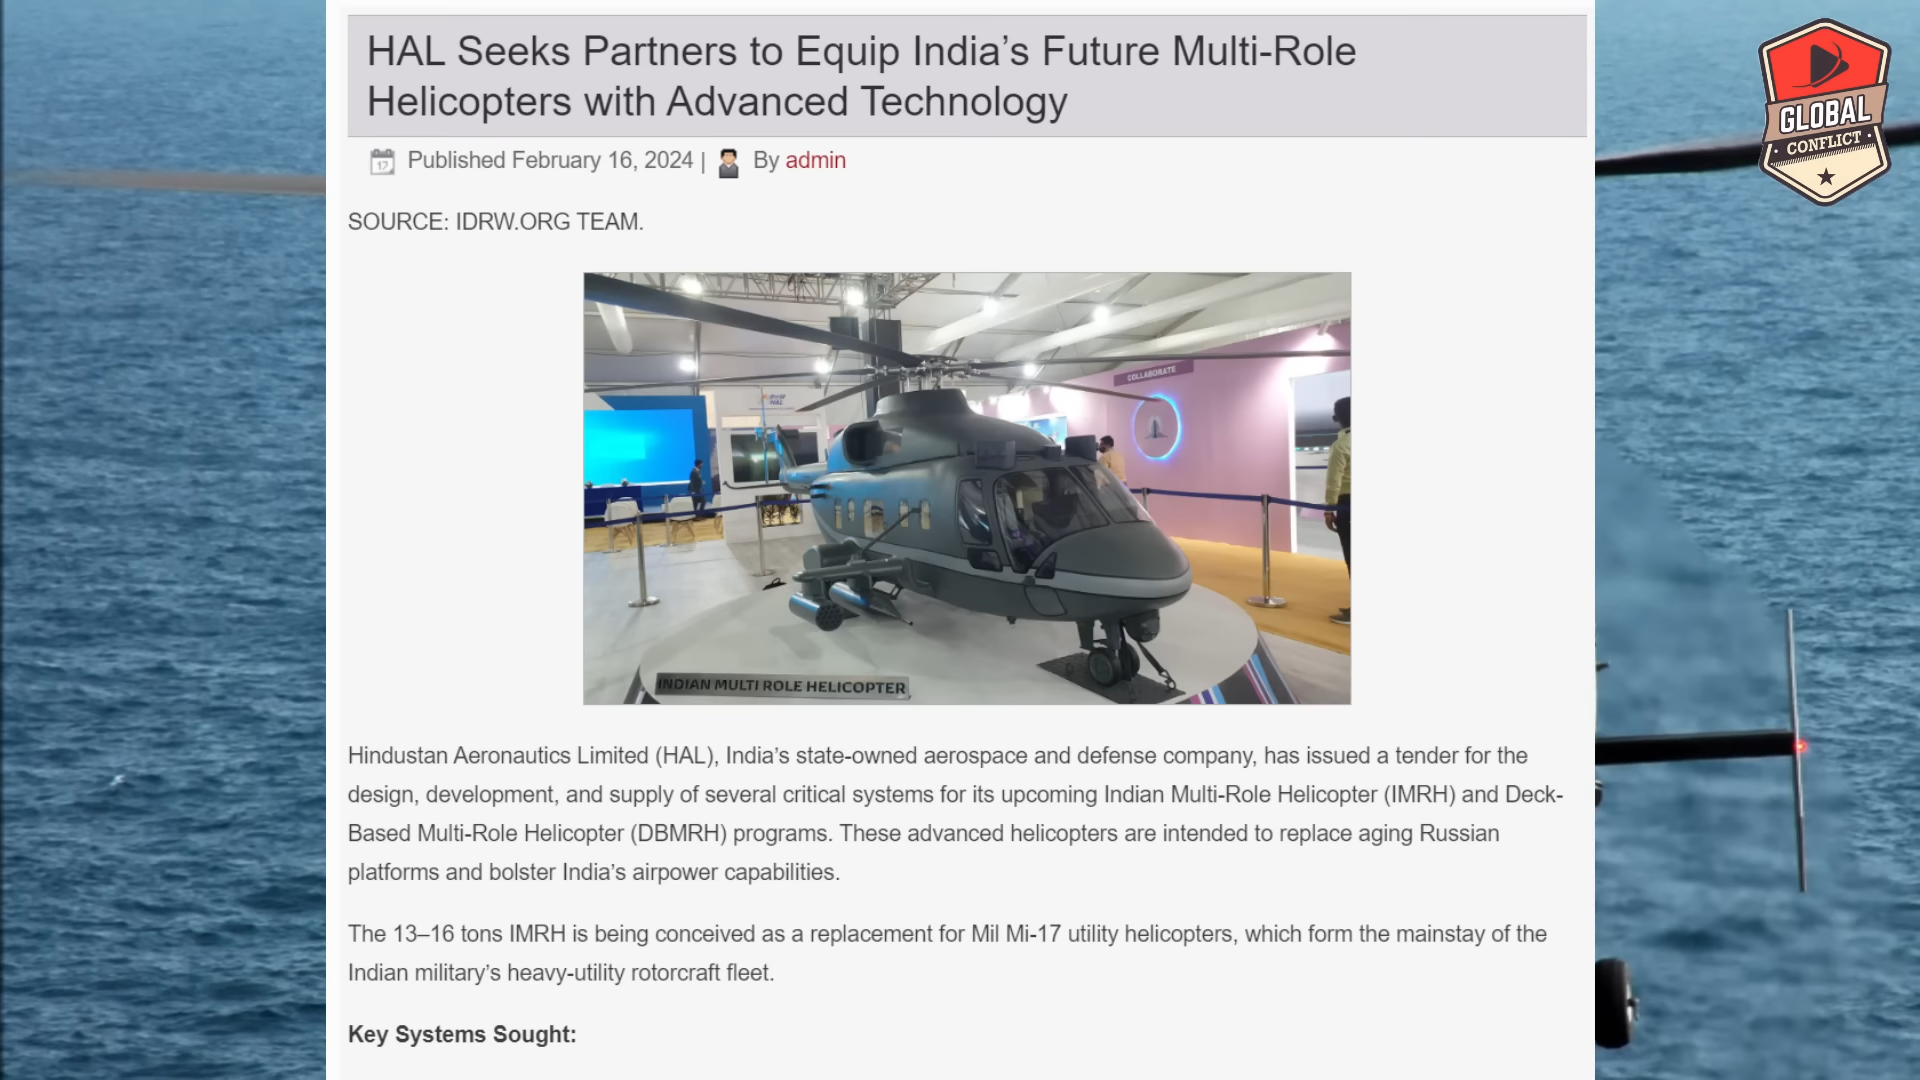 HAL Seeks Partners to Equip India’s Future Multi-Role
Helicopters with Advanced Technology
Published February 16, 2024 | By admin
SOURCE: IDRW.ORG TEAM.
COLLABORATE
HAL
INDIAN MULTI ROLE HELICOPTER
Hindustan Aeronautics Limited (HAL), India’s state-owned aerospace and defense company, has issued a tender for the
design, development, and supply of several critical systems for its upcoming Indian Multi-Role Helicopter (IMRH) and Deck-
Based Multi-Role Helicopter (DBMRH) programs. These advanced helicopters are intended to replace aging Russian
platforms and bolster India’s airpower capabilities.
The 13–16 tons IMRH is being conceived as a replacement for Mil Mi-17 utility helicopters, which form the mainstay of the
Indian military’s heavy-utility rotorcraft fleet.
Key Systems Sought:
GLOBAL
CONFLICT